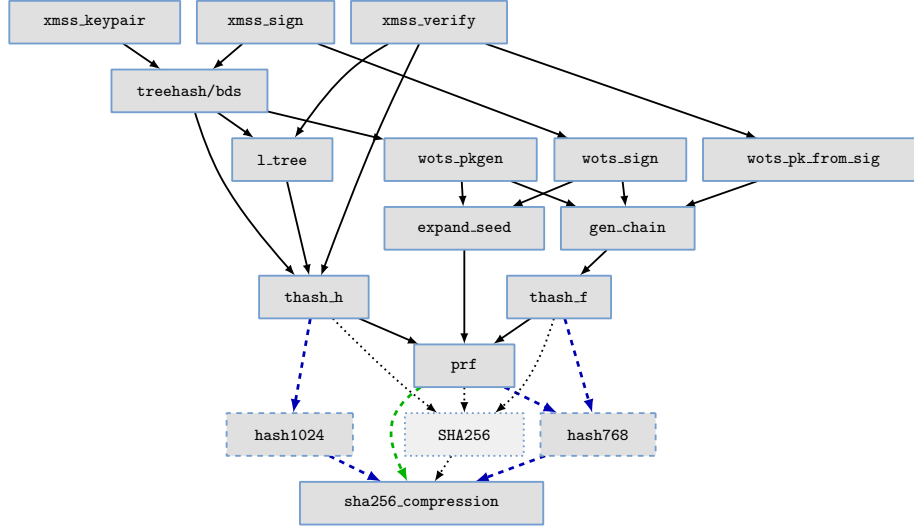 xmss_keypair
xmss_sign
xmss_verify
treehash/bds
l_tree
wots_pkgen
wots_sign
wots_pk_from_sig
expand_seed
gen_chain
thash_h
thash_f
prf
hash1024
SHA256
hash768
sha256_compression